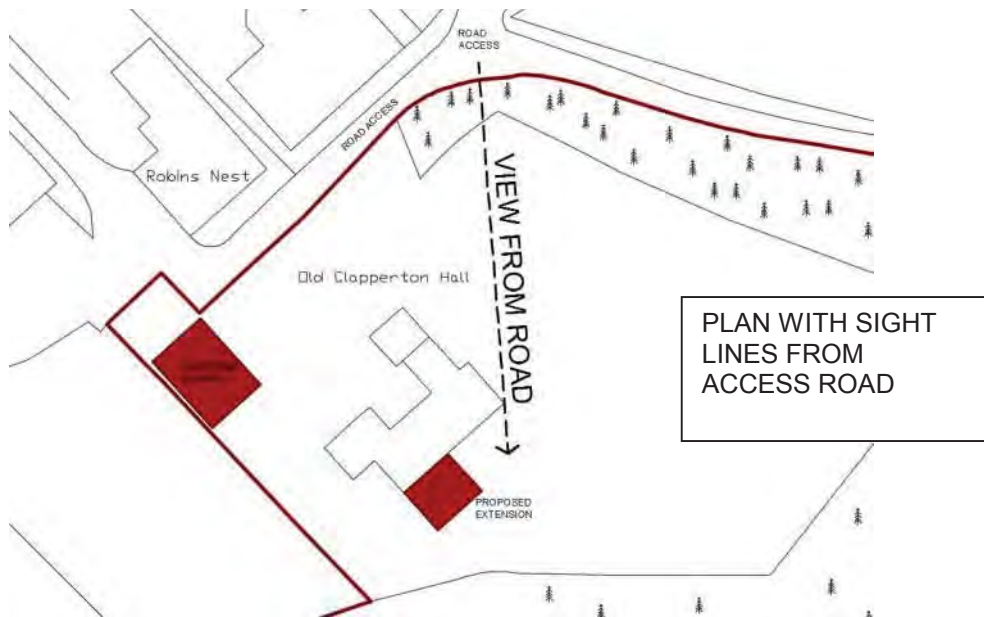 ROAD
ACCESS
ROAD ACCESS
Robins Nest
VIEW FROM ROAD
Old Clapperton Hall
PLAN WITH SIGHT
LINES FROM
ACCESS ROAD
PROPOSED
EXTENSION